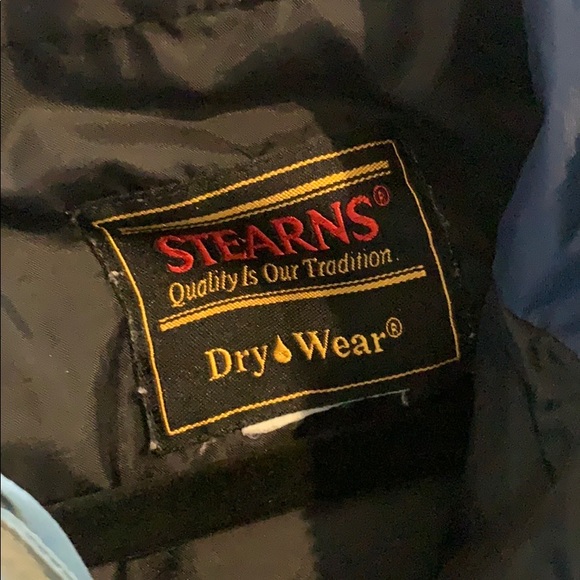 STEARNS®
Quality Is Our Tradition.
Dry Wear®